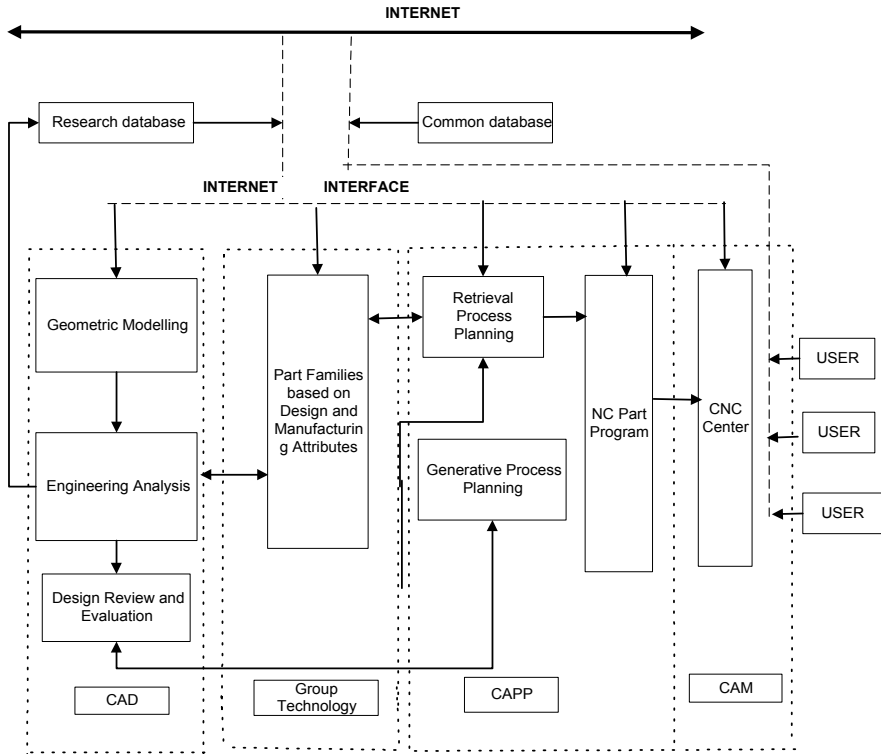 INTERNET
Research database
Common database
INTERNET INTERFACE
Geometric Modelling
Retrieval
Process
Planning
Part Families
based on
Design and
Manufacturin
g Attributes
NC Part
Program
CNC
Center
USER
USER
USER
Engineering Analysis
Generative Process
Planning
Design Review and
Evaluation
CAD
Group
Technology
CAPP
CAM